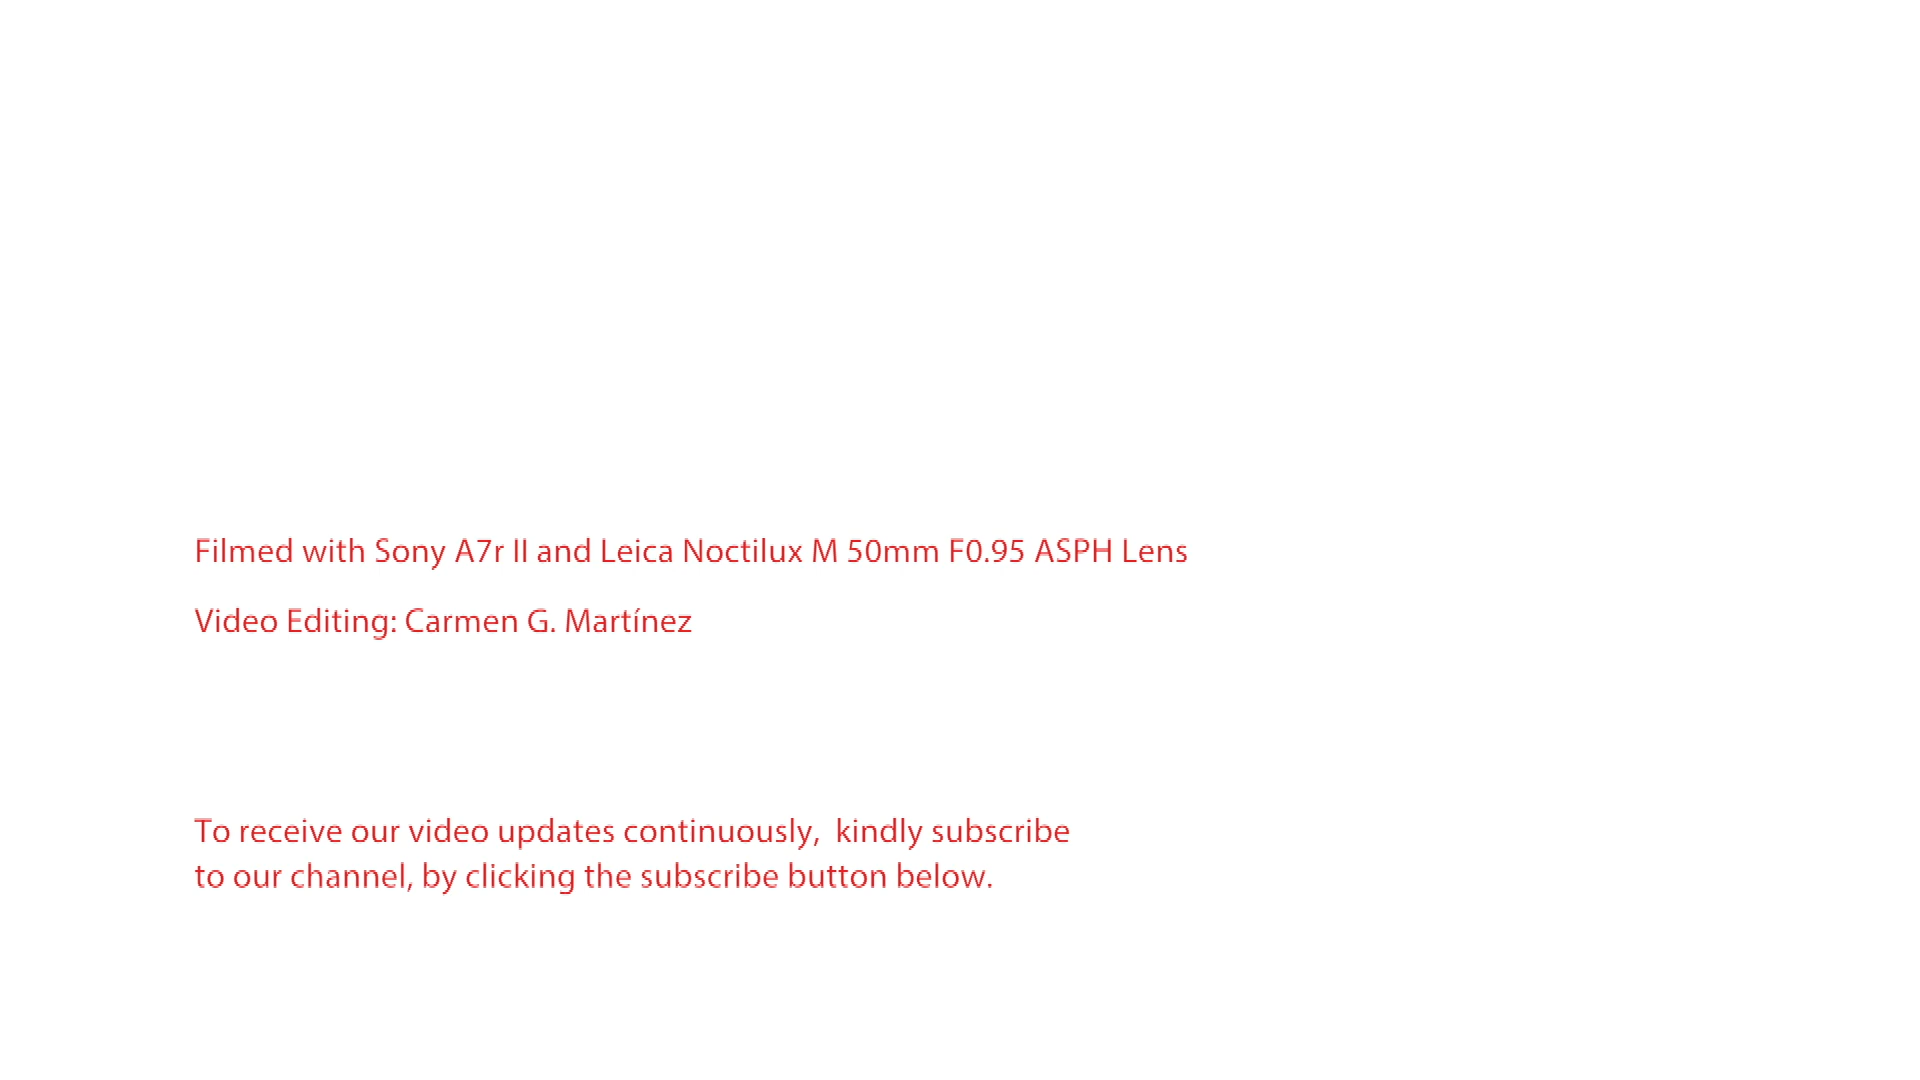 Filmed with Sony A7r II and Leica Noctilux M 50mm F0.95 ASPH Lens
Video Editing: Carmen G. Martínez
To receive our video updates continuously,  kindly subscribe
to our channel, by clicking the subscribe button below.